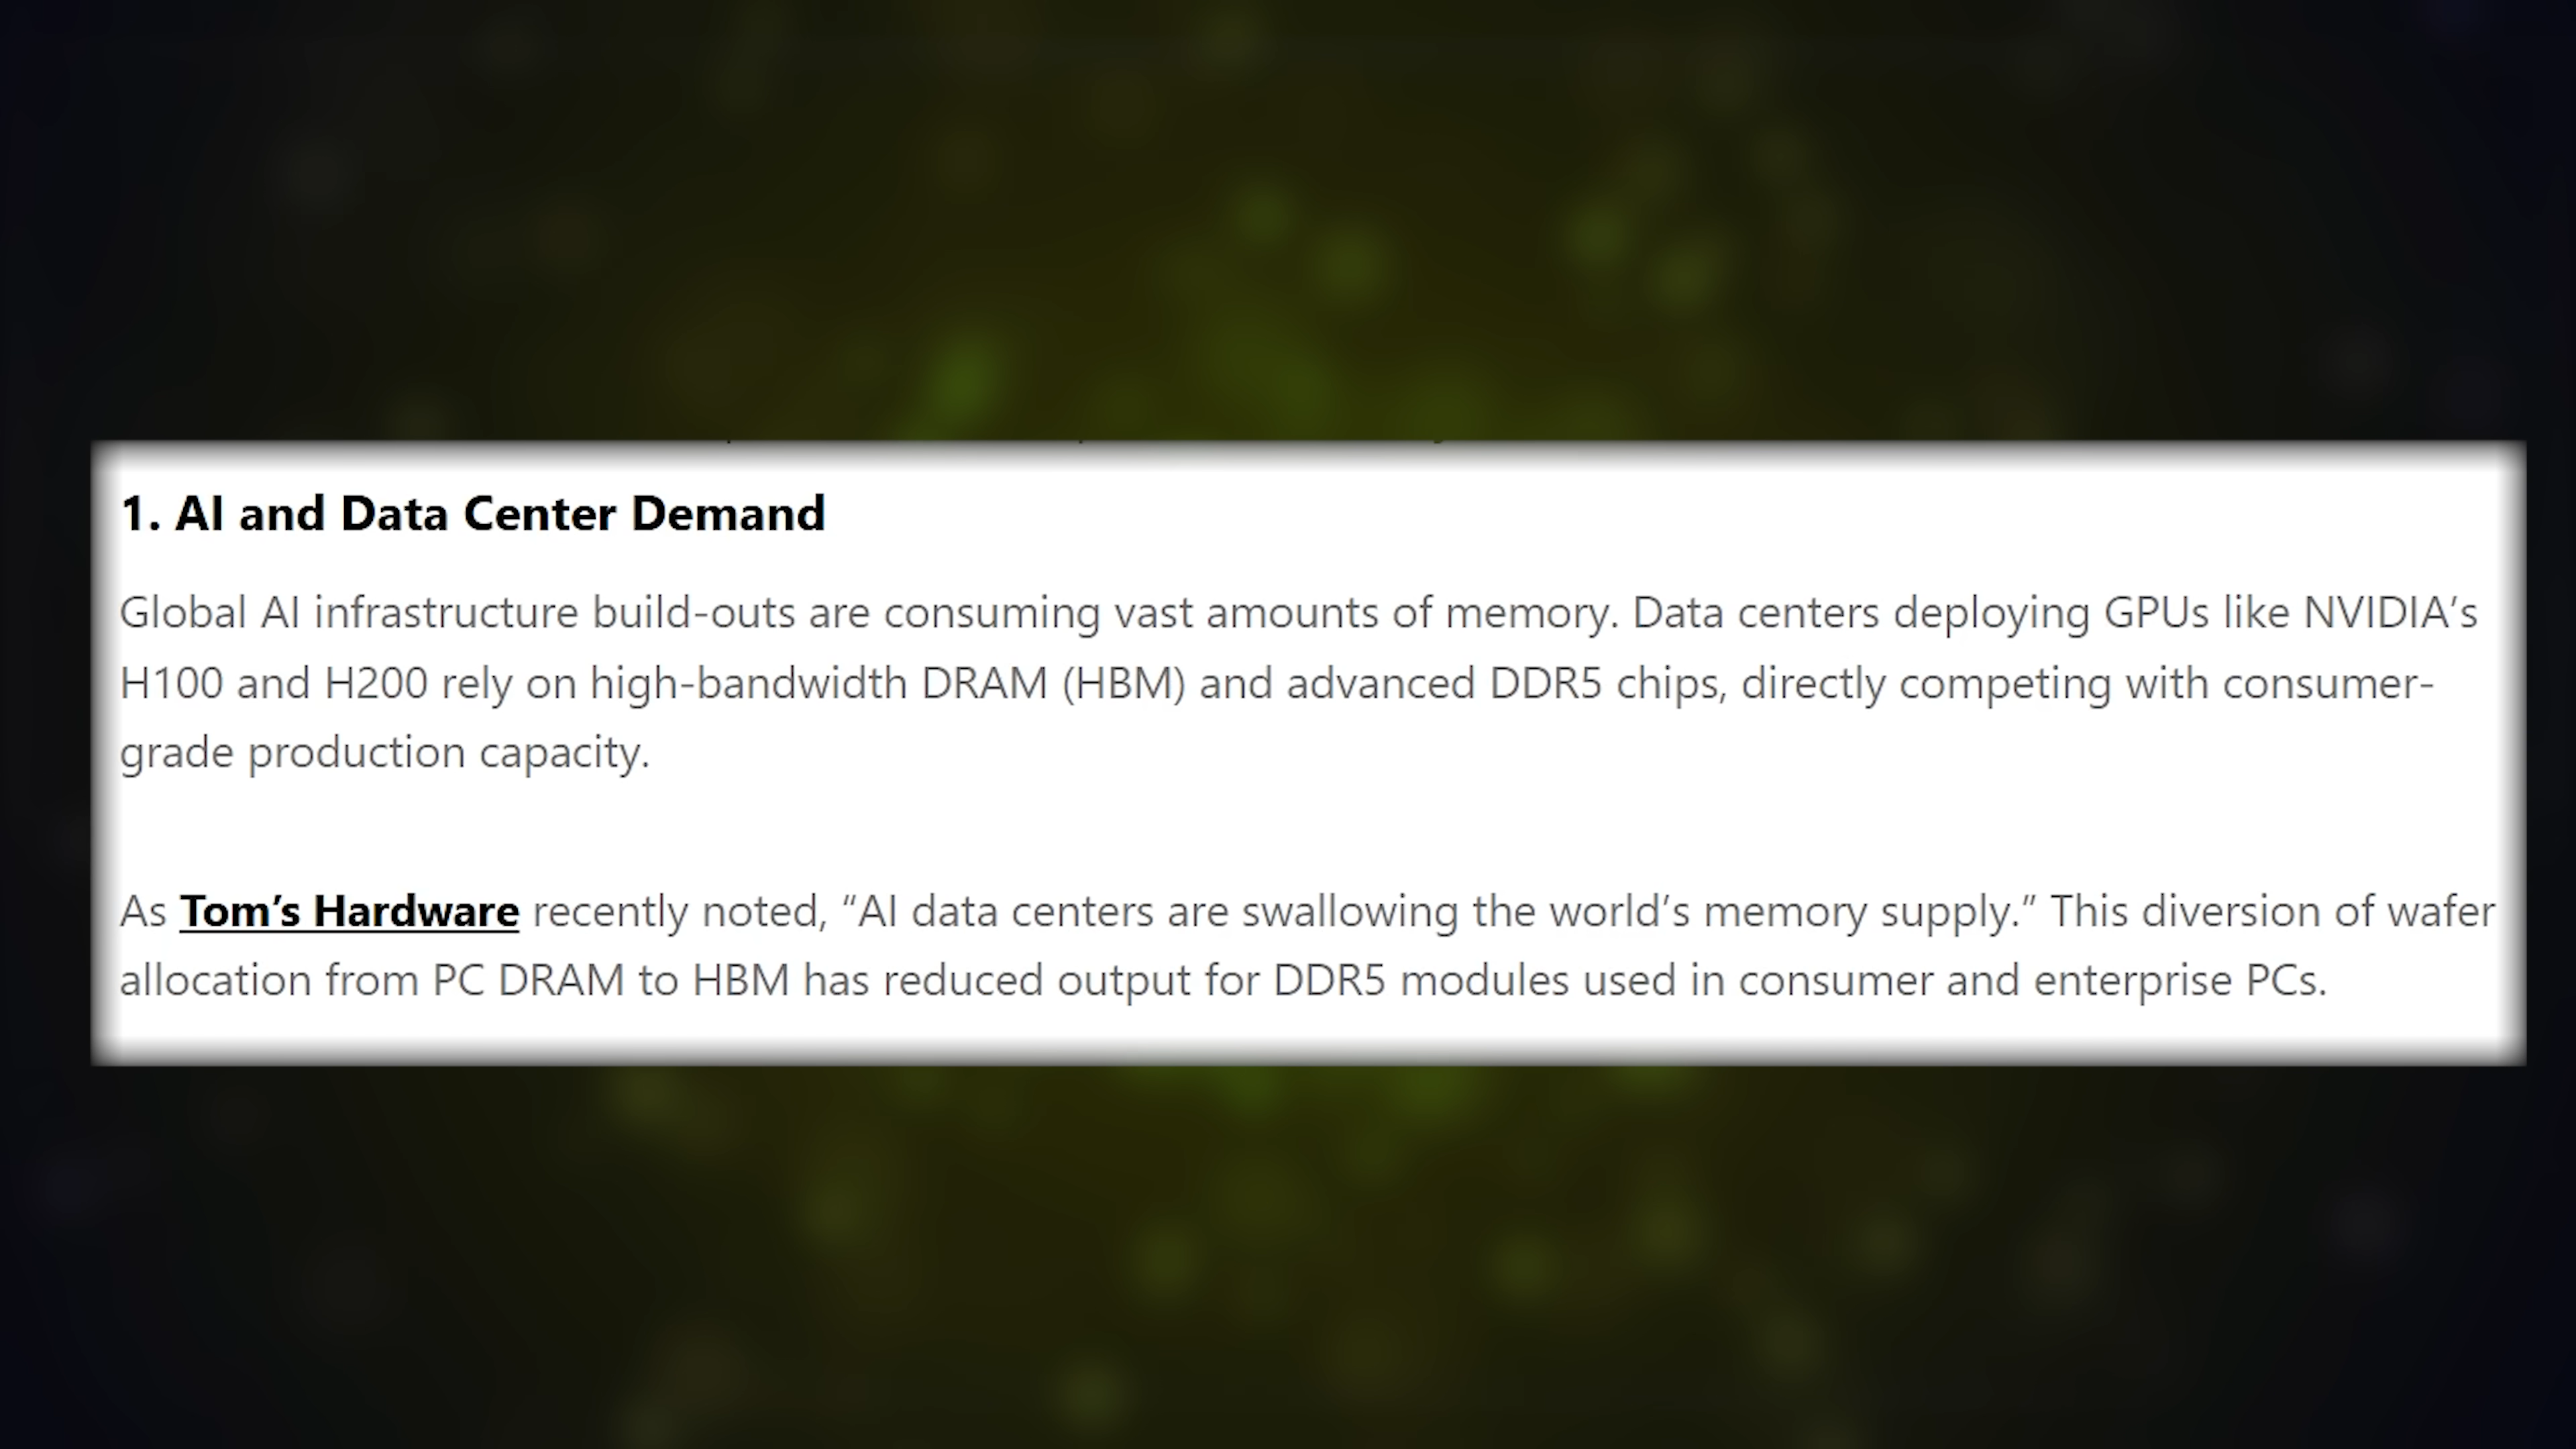 1. AI and Data Center Demand
Global AI infrastructure build-outs are consuming vast amounts of memory. Data centers deploying GPUs like NVIDIA’s
H100 and H200 rely on high-bandwidth DRAM (HBM) and advanced DDR5 chips, directly competing with consumer-
grade production capacity.
As Tom’s Hardware recently noted, “AI data centers are swallowing the world’s memory supply.” This diversion of wafer
allocation from PC DRAM to HBM has reduced output for DDR5 modules used in consumer and enterprise PCs.